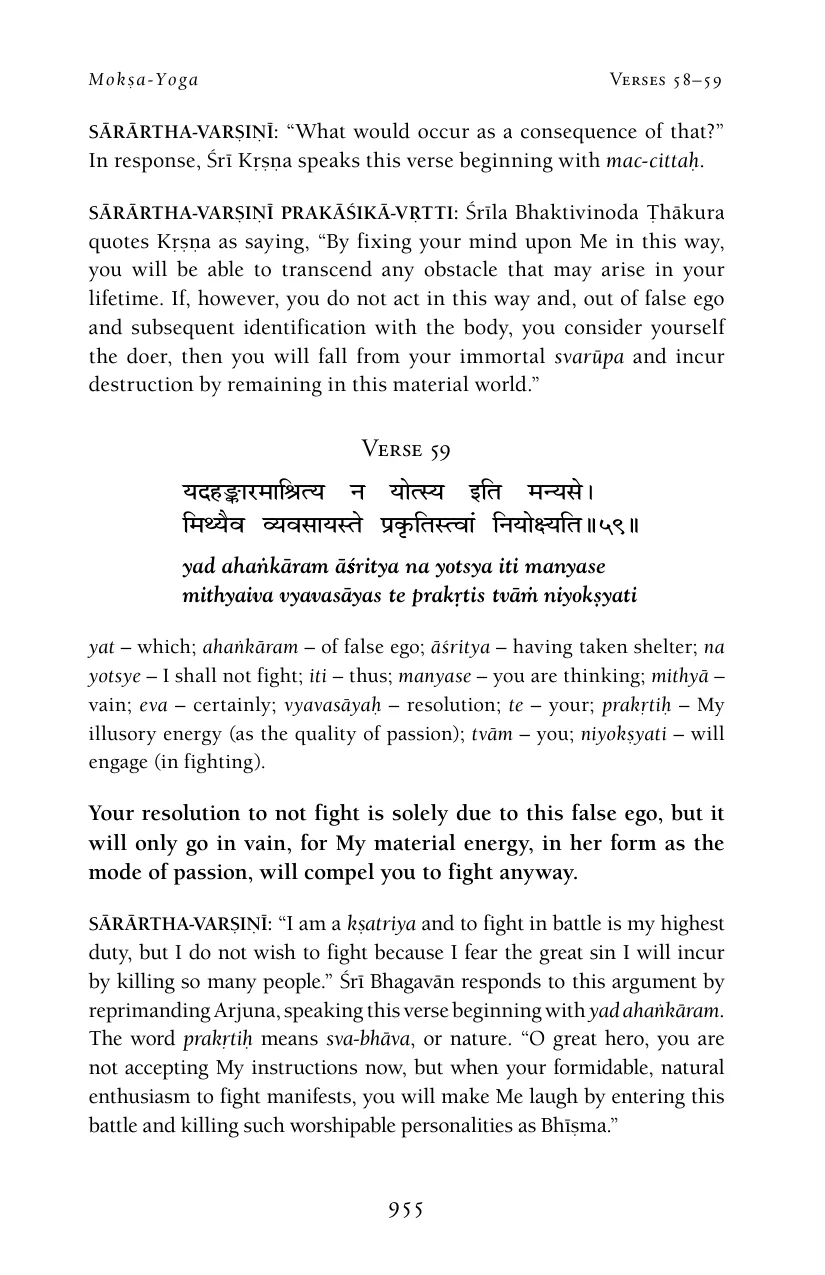 Mokṣa-Yoga Verses 58–59
SĀRĀRTHA-VARṢIṆĪ: “What would occur as a consequence of that?”
In response, Śrī Kṛṣṇa speaks this verse beginning with mac-cittaḥ.
SĀRĀRTHA-VARṢIṆĪ PRAKĀŚIKĀ-VṚTTI: Śrīla Bhaktivinoda Ṭhākura
quotes Kṛṣṇa as saying, “By fixing your mind upon Me in this way,
you will be able to transcend any obstacle that may arise in your
lifetime. If, however, you do not act in this way and, out of false ego
and subsequent identification with the body, you consider yourself
the doer, then you will fall from your immortal svarūpa and incur
destruction by remaining in this material world.”
Verse 59
यदहङ्कारमाश्रित्य न योत्स्य इति मन्यसे।
मिथ्यैव व्यवसायस्ते प्रकृतिस्त्वां नियोक्ष्यति॥५९॥
yad ahaṅkāram āśritya na yotsya iti manyase
mithyaiva vyavasāyas te prakṛtis tvāṁ niyokṣyati
yat – which; ahaṅkāram – of false ego; āśritya – having taken shelter; na
yotsye – I shall not fight; iti – thus; manyase – you are thinking; mithyā –
vain; eva – certainly; vyavasāyaḥ – resolution; te – your; prakṛtiḥ – My
illusory energy (as the quality of passion); tvām – you; niyokṣyati – will
engage (in fighting).
Your resolution to not fight is solely due to this false ego, but it
will only go in vain, for My material energy, in her form as the
mode of passion, will compel you to fight anyway.
SĀRĀRTHA-VARṢIṆĪ: “I am a kṣatriya and to fight in battle is my highest
duty, but I do not wish to fight because I fear the great sin I will incur
by killing so many people.” Śrī Bhagavān responds to this argument by
reprimanding Arjuna, speaking this verse beginning with yad ahaṅkāram.
The word prakṛtiḥ means sva-bhāva, or nature. “O great hero, you are
not accepting My instructions now, but when your formidable, natural
enthusiasm to fight manifests, you will make Me laugh by entering this
battle and killing such worshipable personalities as Bhīṣma.”
955